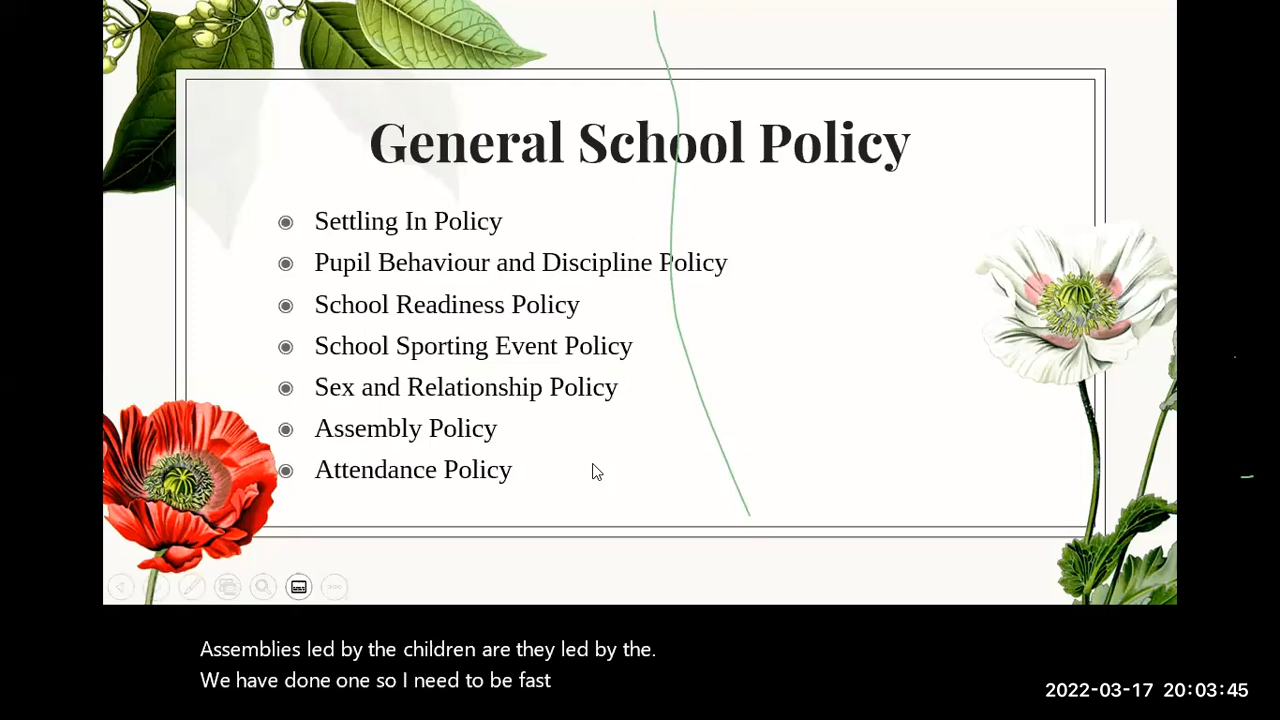 General School Policy
Settling In Policy
Pupil Behaviour and Discipline Policy
School Readiness Policy
School Sporting Event Policy
Sex and Relationship Policy
Assembly Policy
Attendance Policy
Assemblies led by the children are they led by the.
We have done one so I need to be fast
2022-03-17 20:03:45